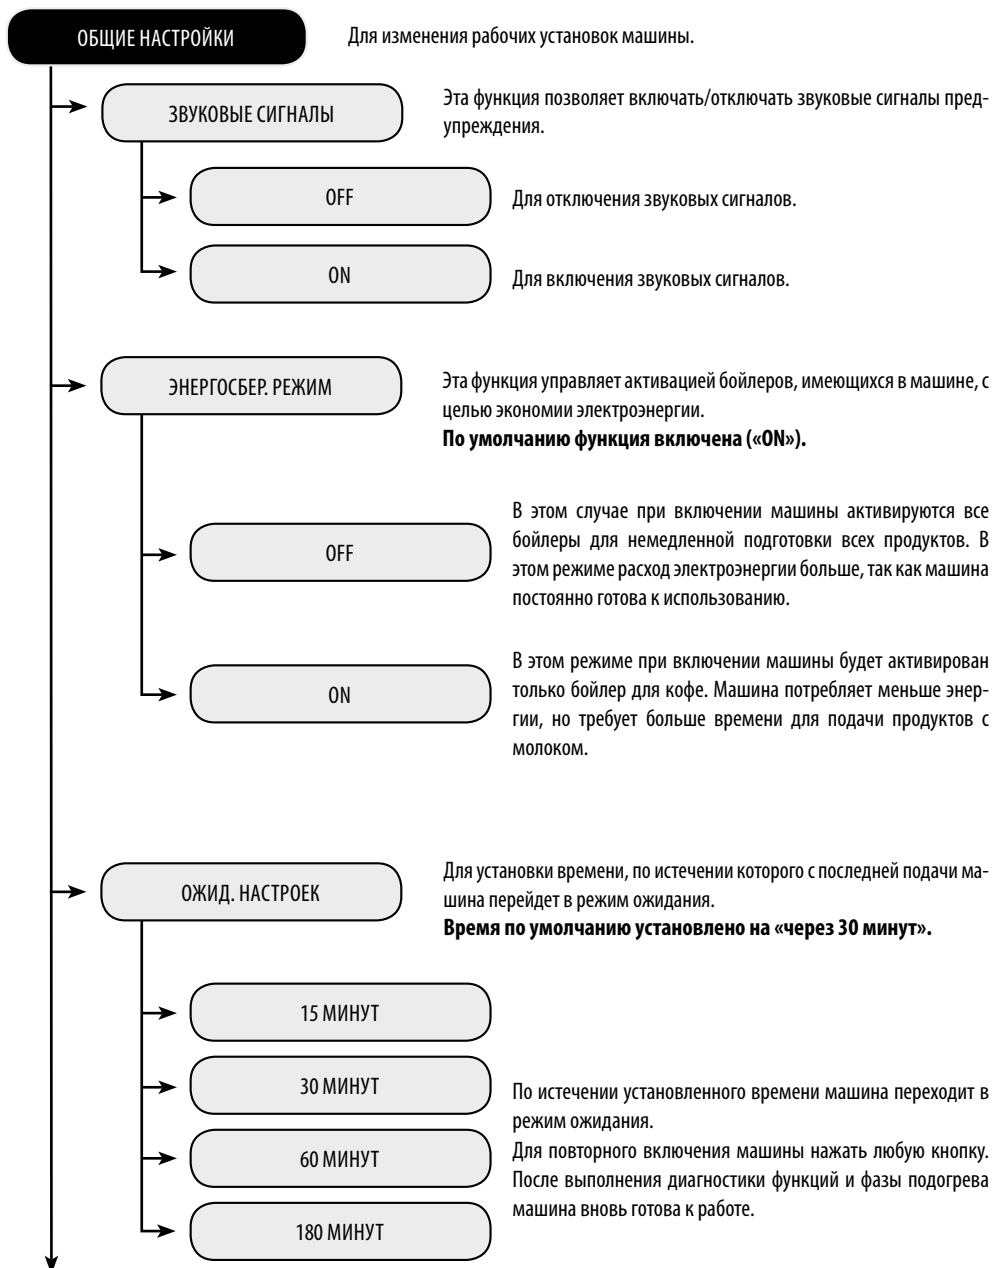 ОБЩИЕ НАСТРОЙКИ
Для изменения рабочих установок машины.
ЗВУКОВЫЕ СИГНАЛЫ
Эта функция позволяет включать/отключать звуковые сигналы пред-
упреждения.
OFF
Для отключения звуковых сигналов.
ON
Для включения звуковых сигналов.
ЭНЕРГОСБЕР. РЕЖИМ
Эта функция управляет активацией бойлеров, имеющихся в машине, с
целью экономии электроэнергии.
По умолчанию функция включена («ON»).
OFF
В этом случае при включении машины активируются все
бойлеры для немедленной подготовки всех продуктов. В
этом режиме расход электроэнергии больше, так как машина
постоянно готова к использованию.
ON
В этом режиме при включении машины будет активирован
только бойлер для кофе. Машина потребляет меньше энер-
гии, но требует больше времени для подачи продуктов с
молоком.
ОЖИД. НАСТРОЕК
Для установки времени, по истечении которого с последней подачи ма-
шина перейдет в режим ожидания.
Время по умолчанию установлено на «через 30 минут».
15 МИНУТ
30 МИНУТ
60 МИНУТ
180 МИНУТ
По истечении установленного времени машина переходит в
режим ожидания.
Для повторного включения машины нажать любую кнопку.
После выполнения диагностики функций и фазы подогрева
машина вновь готова к работе.